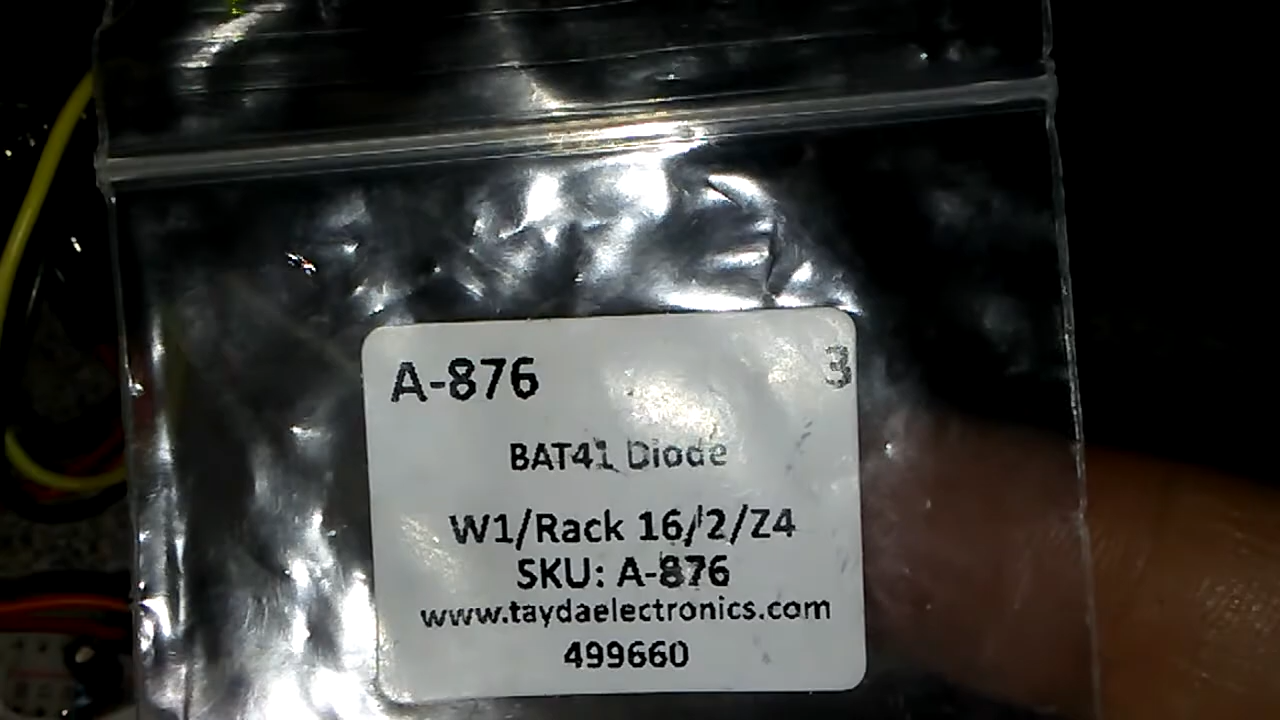 A-876 3
BAT41 Diode
W1/Rack 16/2/Z4
SKU: A-876
www.taydaelectronics.com
499660